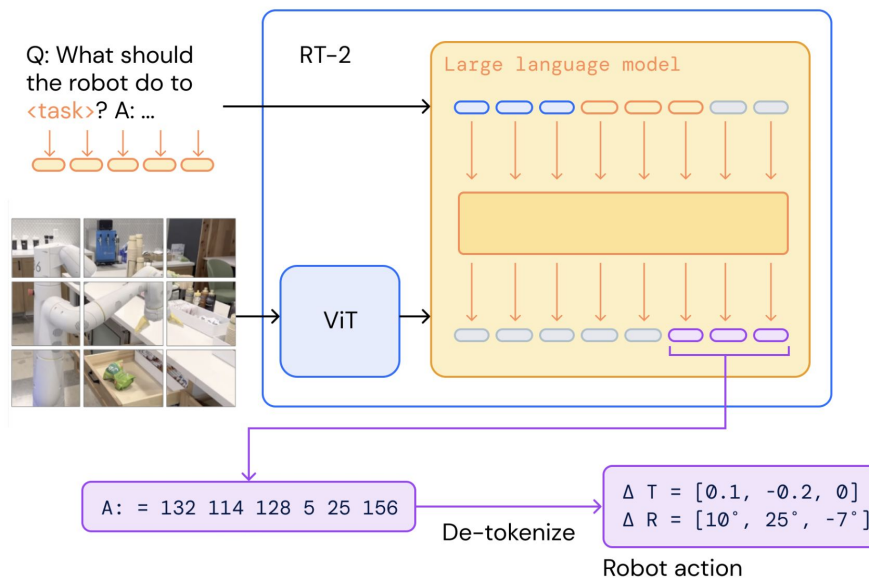 Q: What should
the robot do to
<task>? A: ...
RT-2
Large language model
ViT
A: = 132 114 128 5 25 156
De-tokenize
Δ T = [0.1, -0.2, 0]
Δ R = [10°, 25°, -7°]
Robot action